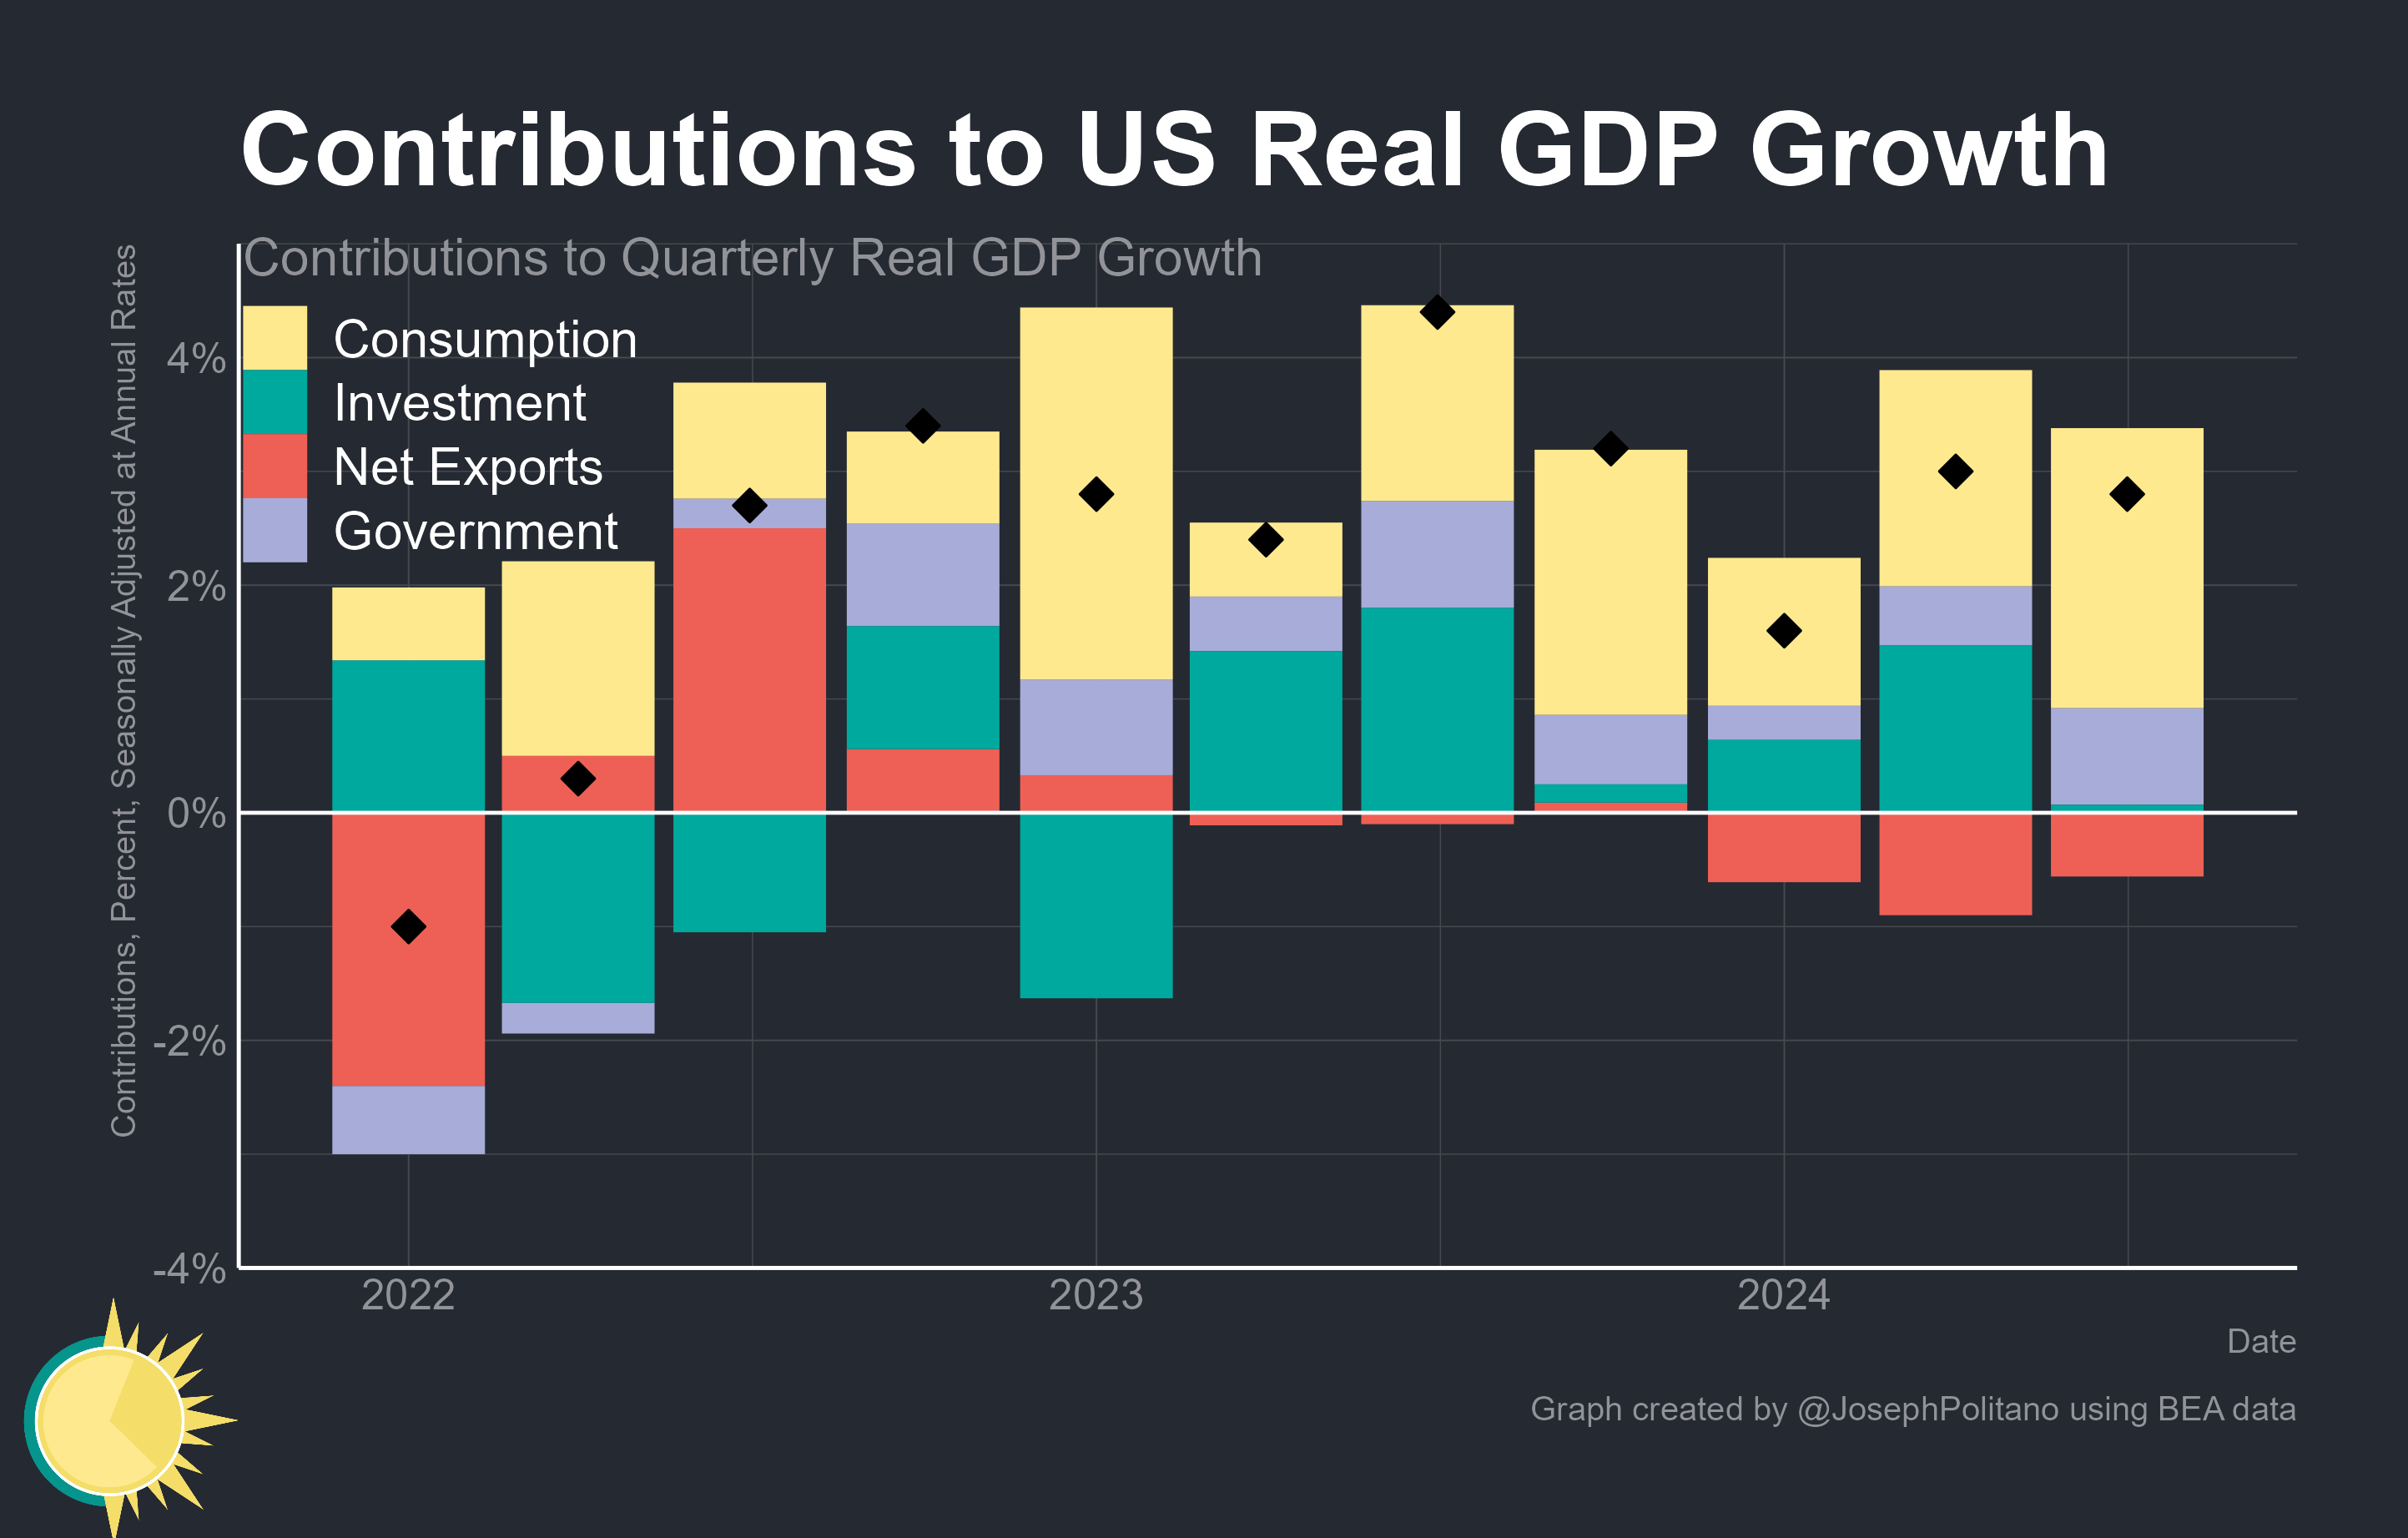 Contributions to US Real GDP Growth
Contributions to Quarterly Real GDP Growth
Contributions, Percent, Seasonally Adjusted at Annual Rates
Consumption
Investment
Net Exports
Government
4%
2%
0%
-2%
-4%
2022
2023
2024
Date
Graph created by @JosephPolitano using BEA data